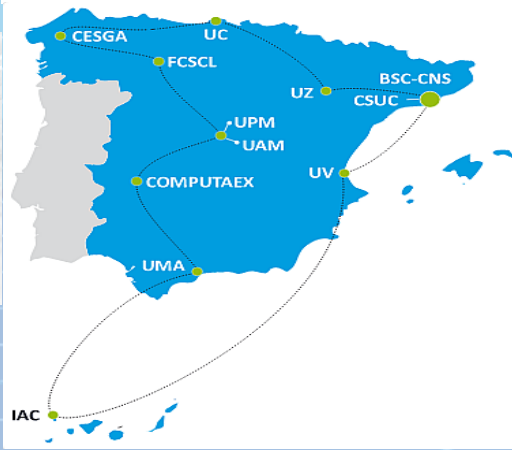 CESGA
UC
FCSCL
BSC-CNS
UZ
CSUC
UPM
UAM
UV
COMPUTAEX
UMA
IAC